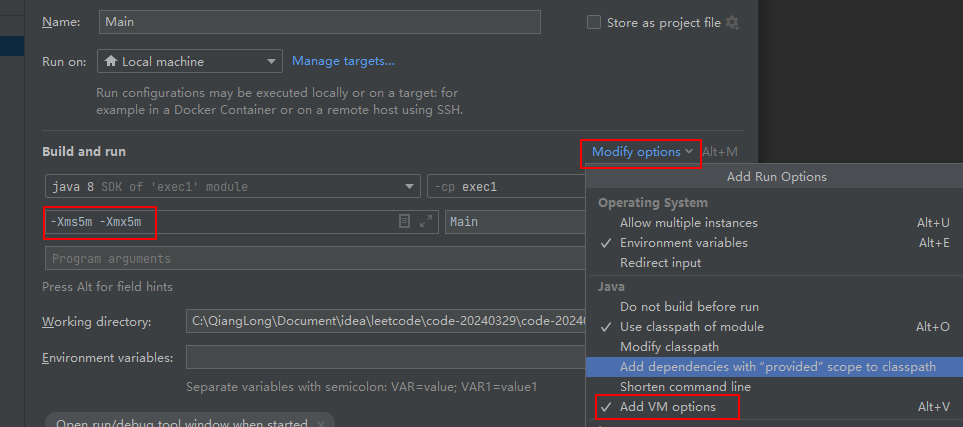 Name: Main
Store as project file
Run on: Local machine Manage targets...
Run configurations may be executed locally or on a target: for
example in a Docker Container or on a remote host using SSH.
Build and run
Modify options Alt+M
java 8 SDK of 'exec1' module
-cp exec1
-Xms5m -Xmx5m
Main
Program arguments
Press Alt for field hints
Working directory: C:\QiangLong\Document\idea\leetcode\code-20240329\code-2024
Environment variables:
Separate variables with semicolon: VAR=value; VAR1=value1
Open run/debug tool window when started ×
Add Run Options
Operating System
Allow multiple instances Alt+U
Environment variables Alt+E
Redirect input
Java
Do not build before run
Use classpath of module Alt+O
Modify classpath
Add dependencies with “provided” scope to classpath
Shorten command line
Add VM options Alt+V